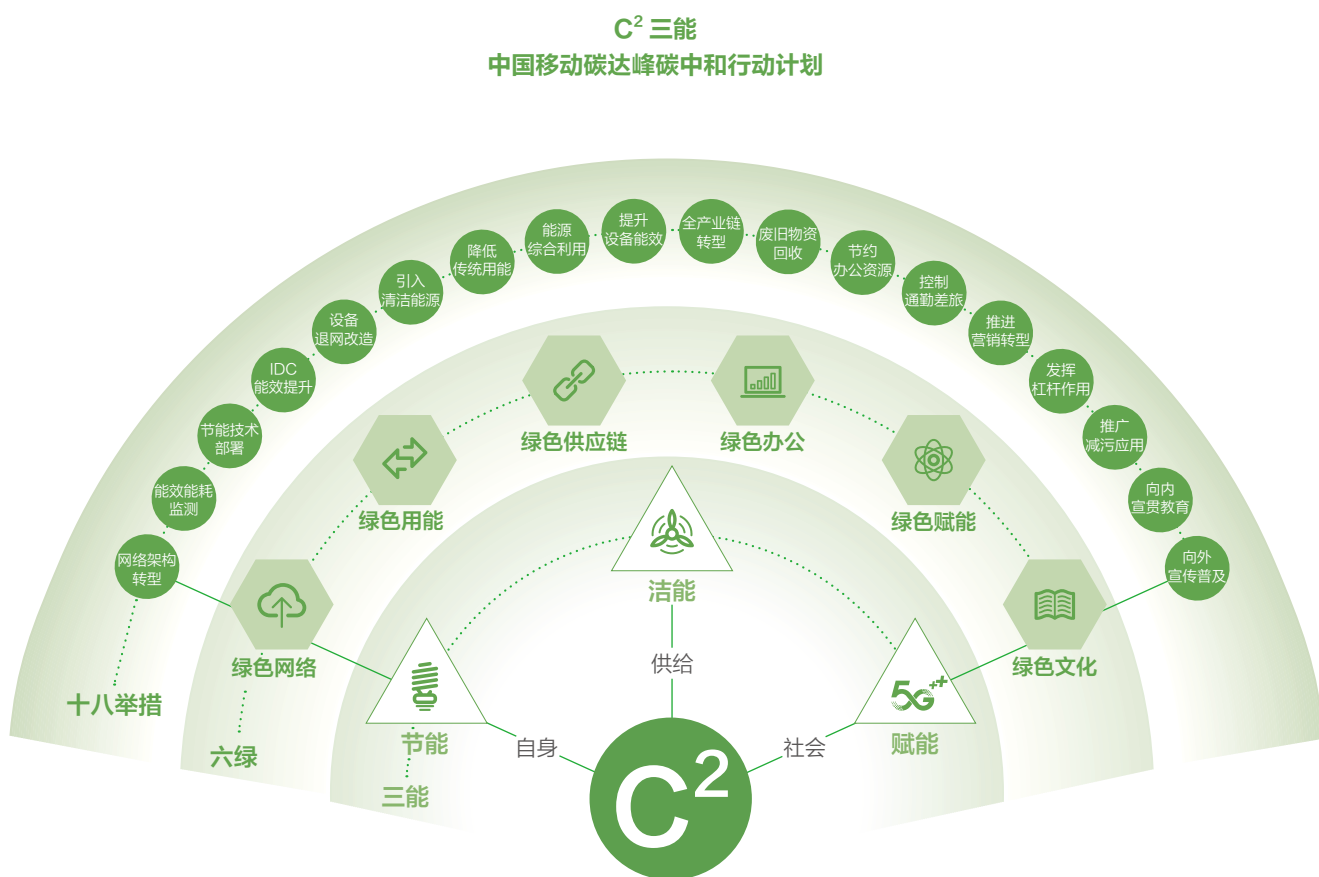 C² 三能
中国移动碳达峰碳中和行动计划
网络架构
转型
能效能耗
监测
节能技术
部署
IDC
能效提升
设备
退网改造
引入
清洁能源
降低
传统用能
能源
综合利用
提升
设备能效
全产业链
转型
废旧物资
回收
节约
办公资源
控制
通勤差旅
推进
营销转型
发挥
杠杆作用
推广
减污应用
向内
宣贯教育
向外
宣传普及
十八举措
绿色网络
绿色用能
绿色供应链
绿色办公
绿色赋能
绿色文化
六绿
节能
洁能
5G++
赋能
三能
自身
供给
社会
C²